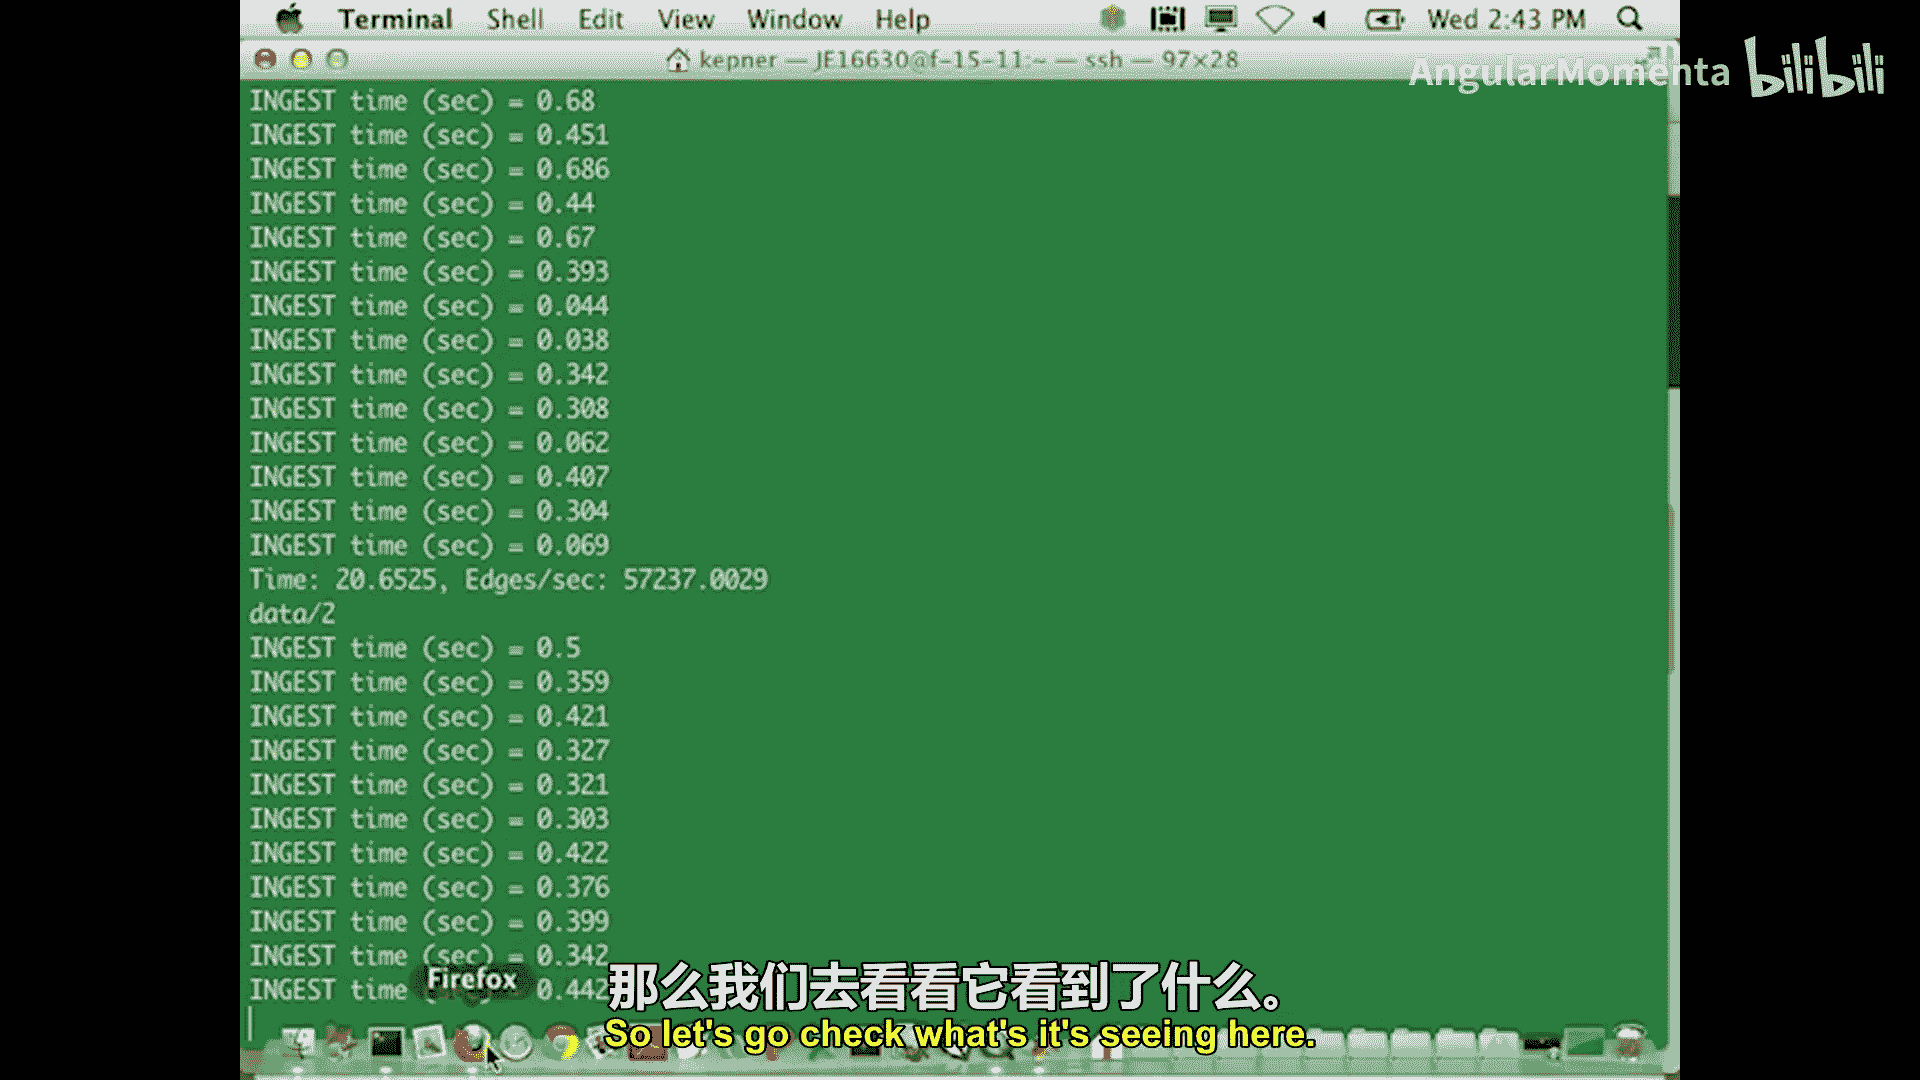 Terminal Shell Edit View Window Help Wed 2:43 PM
kepner — JE16630@f-15-11:~ — ssh — 97×28
AngularMomenta bilibili
INGEST time (sec) = 0.68
INGEST time (sec) = 0.451
INGEST time (sec) = 0.686
INGEST time (sec) = 0.44
INGEST time (sec) = 0.67
INGEST time (sec) = 0.393
INGEST time (sec) = 0.044
INGEST time (sec) = 0.038
INGEST time (sec) = 0.342
INGEST time (sec) = 0.308
INGEST time (sec) = 0.062
INGEST time (sec) = 0.407
INGEST time (sec) = 0.304
INGEST time (sec) = 0.069
Time: 20.6525, Edges/sec: 57237.0029
data/2
INGEST time (sec) = 0.5
INGEST time (sec) = 0.359
INGEST time (sec) = 0.421
INGEST time (sec) = 0.327
INGEST time (sec) = 0.321
INGEST time (sec) = 0.303
INGEST time (sec) = 0.422
INGEST time (sec) = 0.376
INGEST time (sec) = 0.399
INGEST time (sec) = 0.342
INGEST time 0.442
Firefox
那么我们去看看它看到了什么。
So let's go check what's it's seeing here.